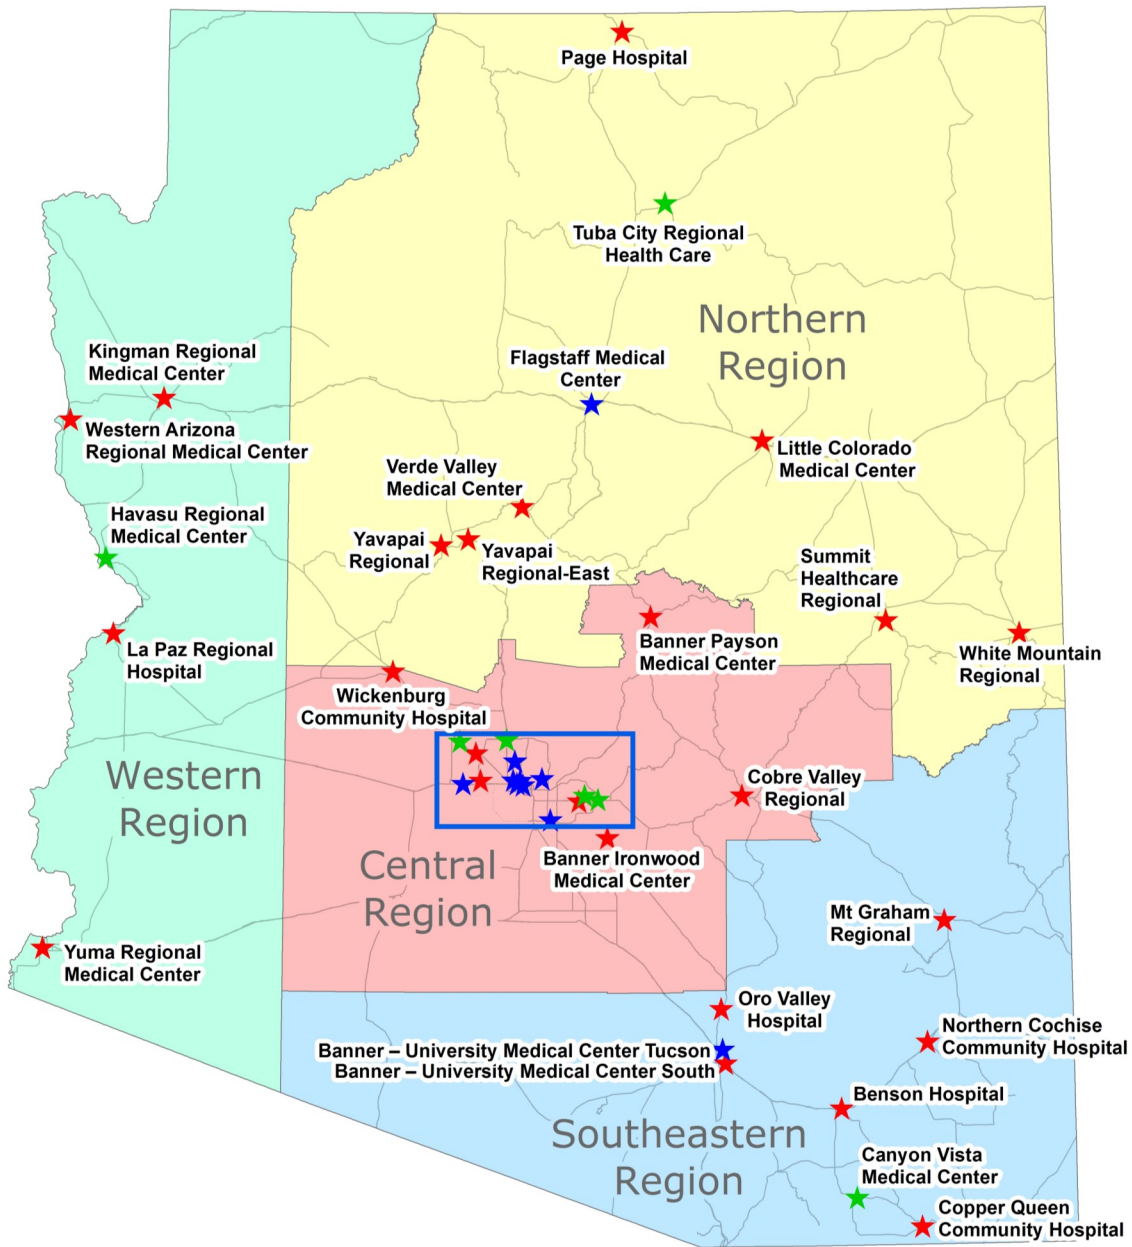 Page Hospital
Tuba City Regional
Health Care
Northern
Region
Kingman Regional
Medical Center
Flagstaff Medical
Center
Western Arizona
Regional Medical Center
Little Colorado
Medical Center
Verde Valley
Medical Center
Havasu Regional
Medical Center
Yavapai
Regional
Yavapai
Regional-East
Summit
Healthcare
Regional
La Paz Regional
Hospital
Banner Payson
Medical Center
White Mountain
Regional
Wickenburg
Community Hospital
Western
Region
Cobre Valley
Regional
Central
Region
Banner Ironwood
Medical Center
Mt Graham
Regional
Yuma Regional
Medical Center
Oro Valley
Hospital
Northern Cochise
Community Hospital
Banner – University Medical Center Tucson
Banner – University Medical Center South
Benson Hospital
Southeastern
Region
Canyon Vista
Medical Center
Copper Queen
Community Hospital